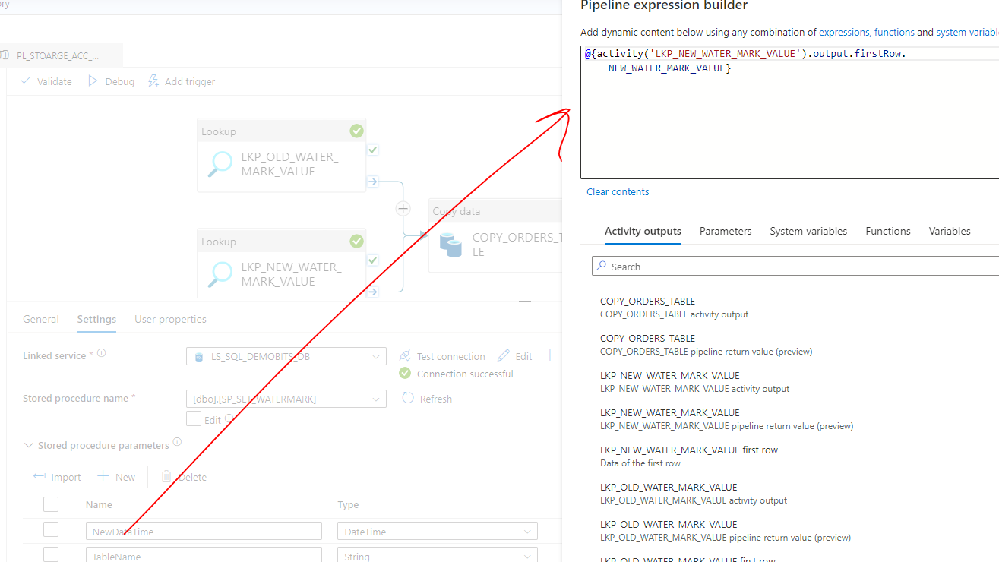 ory
PL_STOARGE_ACC_...
Validate
Debug
Add trigger
Lookup
LKP_OLD_WATER_
MARK_VALUE
Copy data
COPY_ORDERS_T
LE
Lookup
LKP_NEW_WATER_
MARK_VALUE
General
Settings
User properties
Linked service *
LS_SQL_DEMOBITS_DB
Test connection
Edit
Connection successful
Stored procedure name *
[dbo].[SP_SET_WATERMARK]
Refresh
Edit
Stored procedure parameters
Import
New
Delete
Name
Type
NewDataTime
DateTime
TableName
String
Pipeline expression builder
Add dynamic content below using any combination of expressions, functions and system variabl
@{activity('LKP_NEW_WATER_MARK_VALUE').output.firstRow.
NEW_WATER_MARK_VALUE}
Clear contents
Activity outputs
Parameters
System variables
Functions
Variables
Search
COPY_ORDERS_TABLE
COPY_ORDERS_TABLE activity output
COPY_ORDERS_TABLE
COPY_ORDERS_TABLE pipeline return value (preview)
LKP_NEW_WATER_MARK_VALUE
LKP_NEW_WATER_MARK_VALUE activity output
LKP_NEW_WATER_MARK_VALUE
LKP_NEW_WATER_MARK_VALUE pipeline return value (preview)
LKP_NEW_WATER_MARK_VALUE first row
Data of the first row
LKP_OLD_WATER_MARK_VALUE
LKP_OLD_WATER_MARK_VALUE activity output
LKP_OLD_WATER_MARK_VALUE
LKP_OLD_WATER_MARK_VALUE pipeline return value (preview)
LKP_OLD_WATER_MARK_VALUE first row